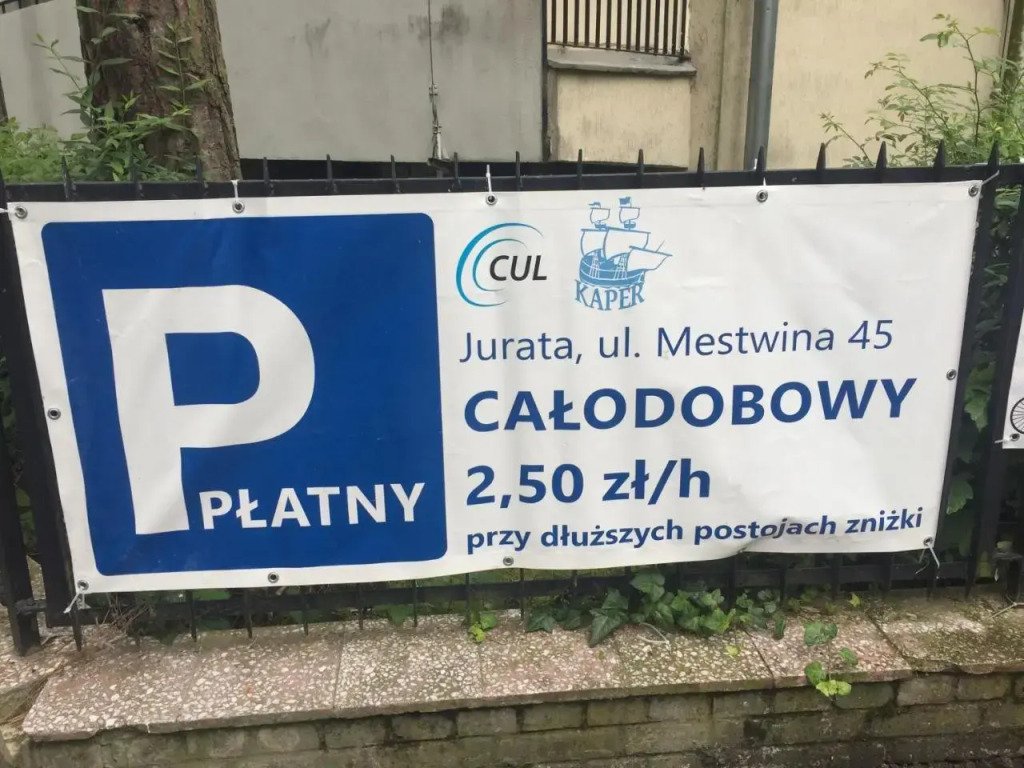 P
PŁATNY
CUL
KAPER
Jurata, ul. Mestwina 45
CAŁODOBOWY
2,50 zł/h
przy dłuższych postojach zniżki